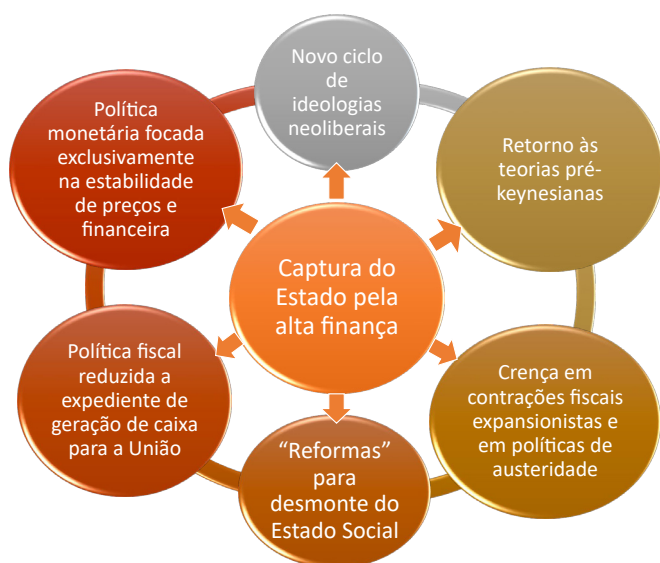 Novo ciclo
de
ideologias
neoliberais
Retorno às
teorias pré-
keynesianas
Crença em
contrações fiscais
expansionistas e
em políticas de
austeridade
“Reformas”
para
desmonte do
Estado Social
Política fiscal
reduzida a
expediente de
geração de caixa
para a União
Política
monetária focada
exclusivamente
na estabilidade
de preços e
financeira
Captura do
Estado pela
alta finança